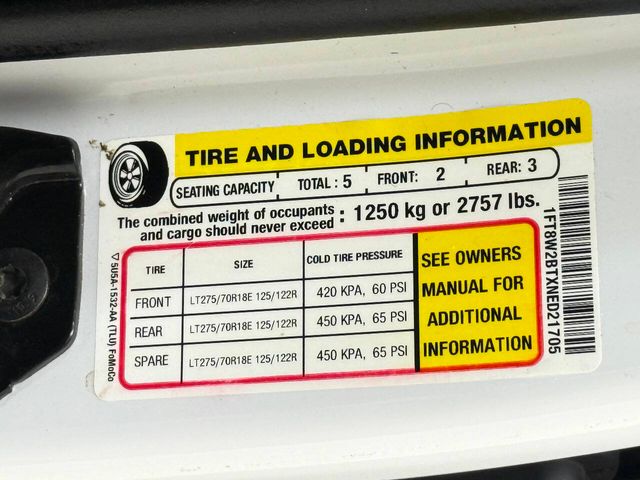 TIRE AND LOADING INFORMATION
SEATING CAPACITY TOTAL : 5 FRONT: 2 REAR: 3
The combined weight of occupants
and cargo should never exceed : 1250 kg or 2757 lbs.
TIRE SIZE COLD TIRE PRESSURE
FRONT LT275/70R18E 125/122R 420 KPA, 60 PSI
REAR LT275/70R18E 125/122R 450 KPA, 65 PSI
SPARE LT275/70R18E 125/122R 450 KPA, 65 PSI
SEE OWNERS
MANUAL FOR
ADDITIONAL
INFORMATION
1FT8W2BTXNED21705
▽ 5U5A-1532-AA (TLU) FoMoCo